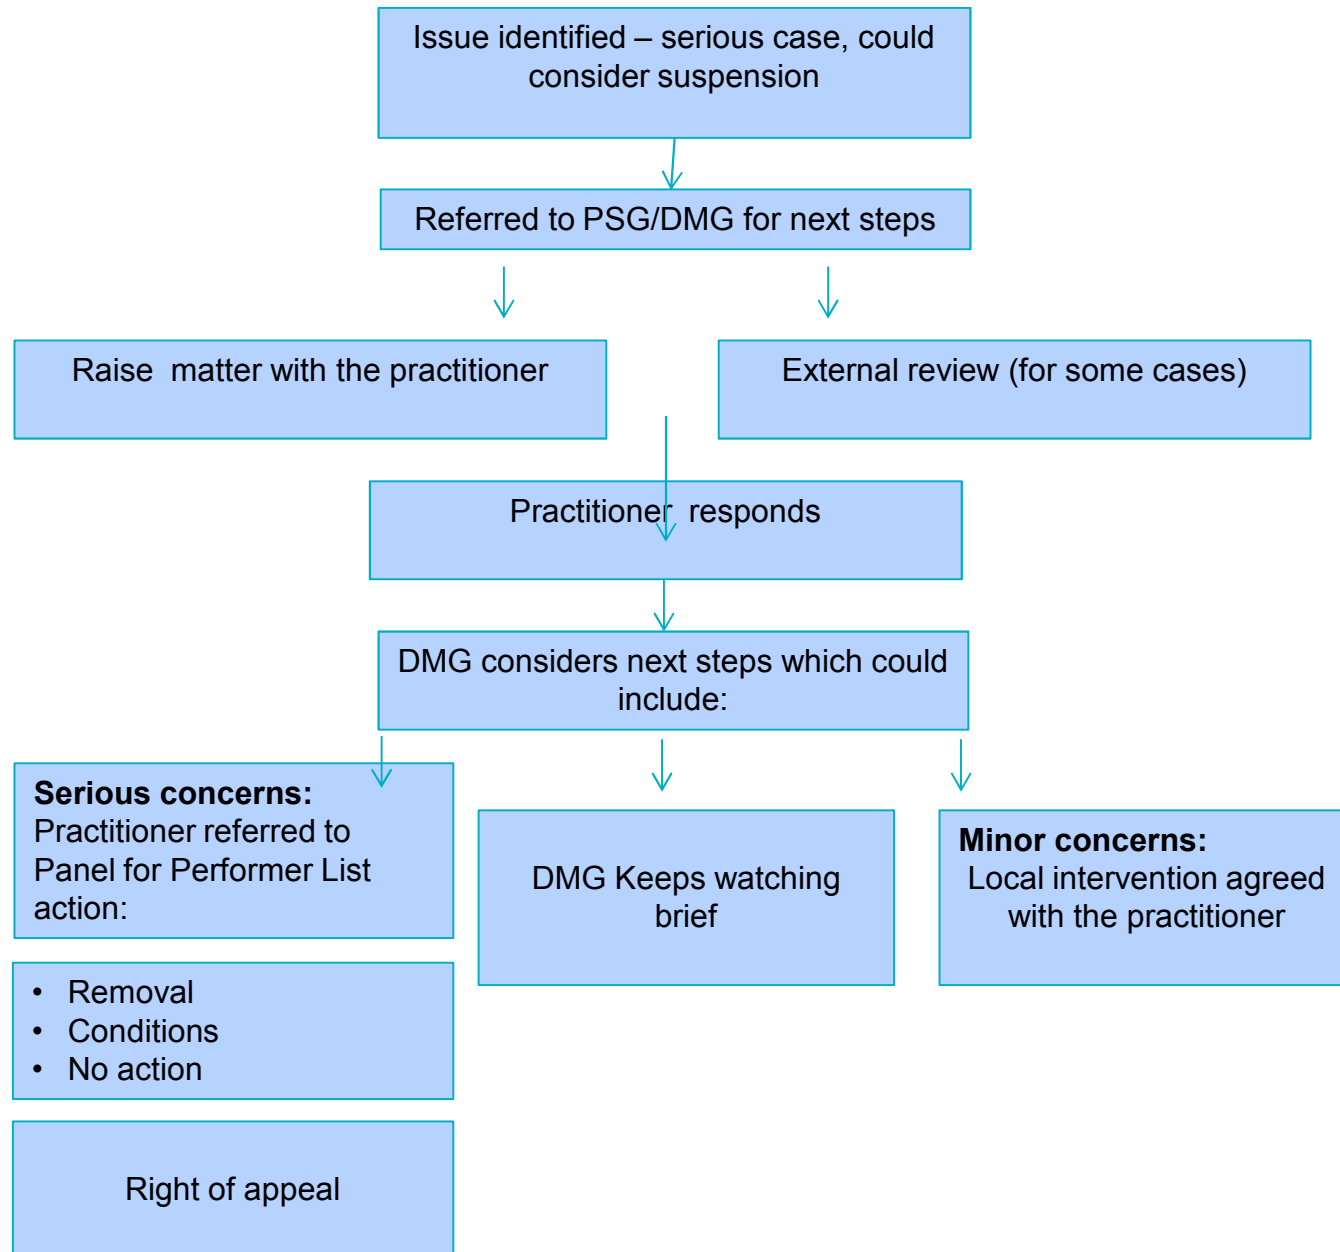 Issue identified – serious case, could
consider suspension
Referred to PSG/DMG for next steps
Raise  matter with the practitioner
External review (for some cases)
Practitioner  responds
DMG considers next steps which could
include:
Serious concerns:
Practitioner referred to
Panel for Performer List
action:
• Removal
• Conditions
• No action
Right of appeal
DMG Keeps watching
brief
Minor concerns:
Local intervention agreed
with the practitioner